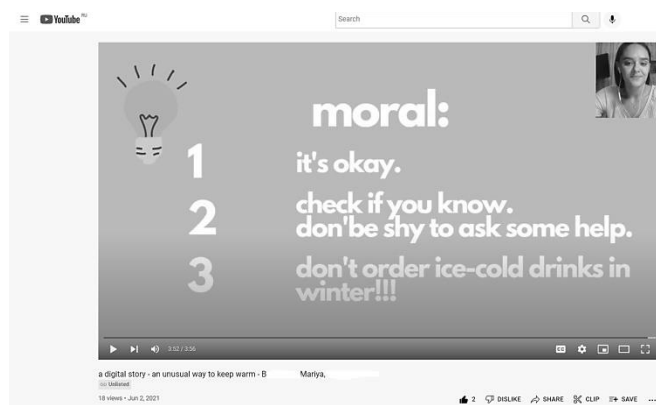 YouTube RU
Search
moral:
1 it's okay.
2 check if you know.
don'be shy to ask some help.
3 don't order ice-cold drinks in
winter!!!
3:52 / 3:56
CC
a digital story - an unusual way to keep warm - B Mariya,
Unlisted
18 views • Jun 2, 2021
2 DISLIKE SHARE CLIP SAVE ...